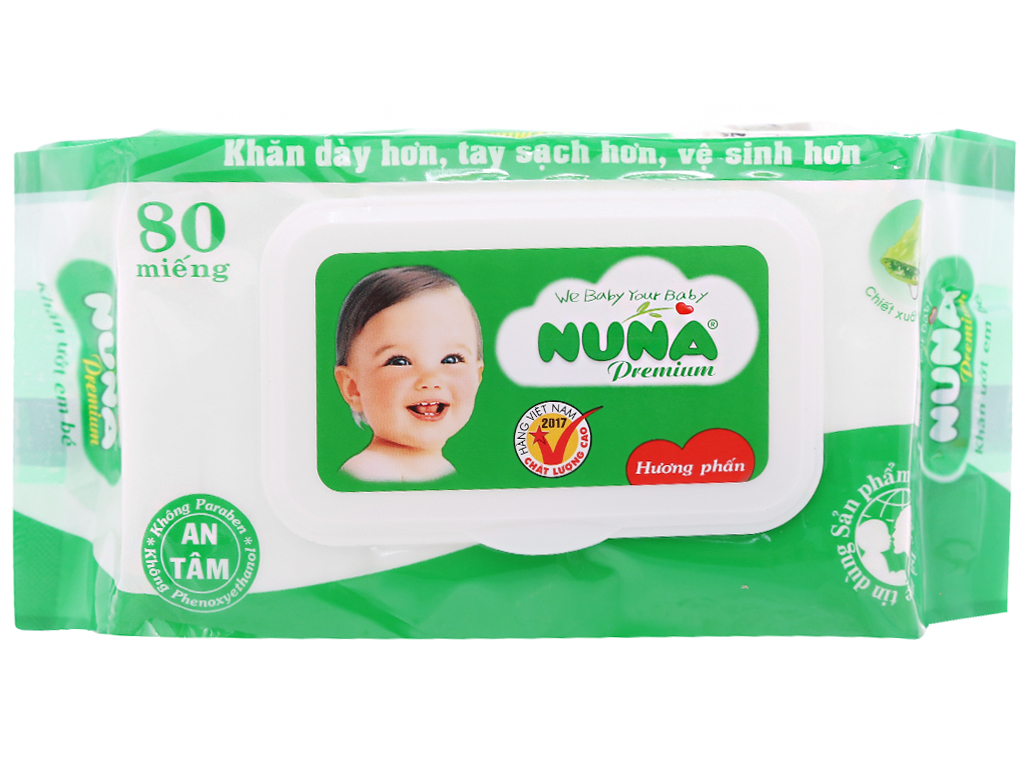 Khăn dày hơn, tay sạch hơn, vệ sinh hơn
80
miếng
We Baby Your Baby
NUNA®
Premium
HÀNG VIỆT NAM
2017
CHẤT LƯỢNG CAO
Hương phấn
Không Paraben
AN
TÂM
*Không Phenoxyethanol*
NUNA
Premium
Khăn ướt em bé
Chiết
NUNA
Premium
Khăn ướt em
Sản phẩm
tin dùng